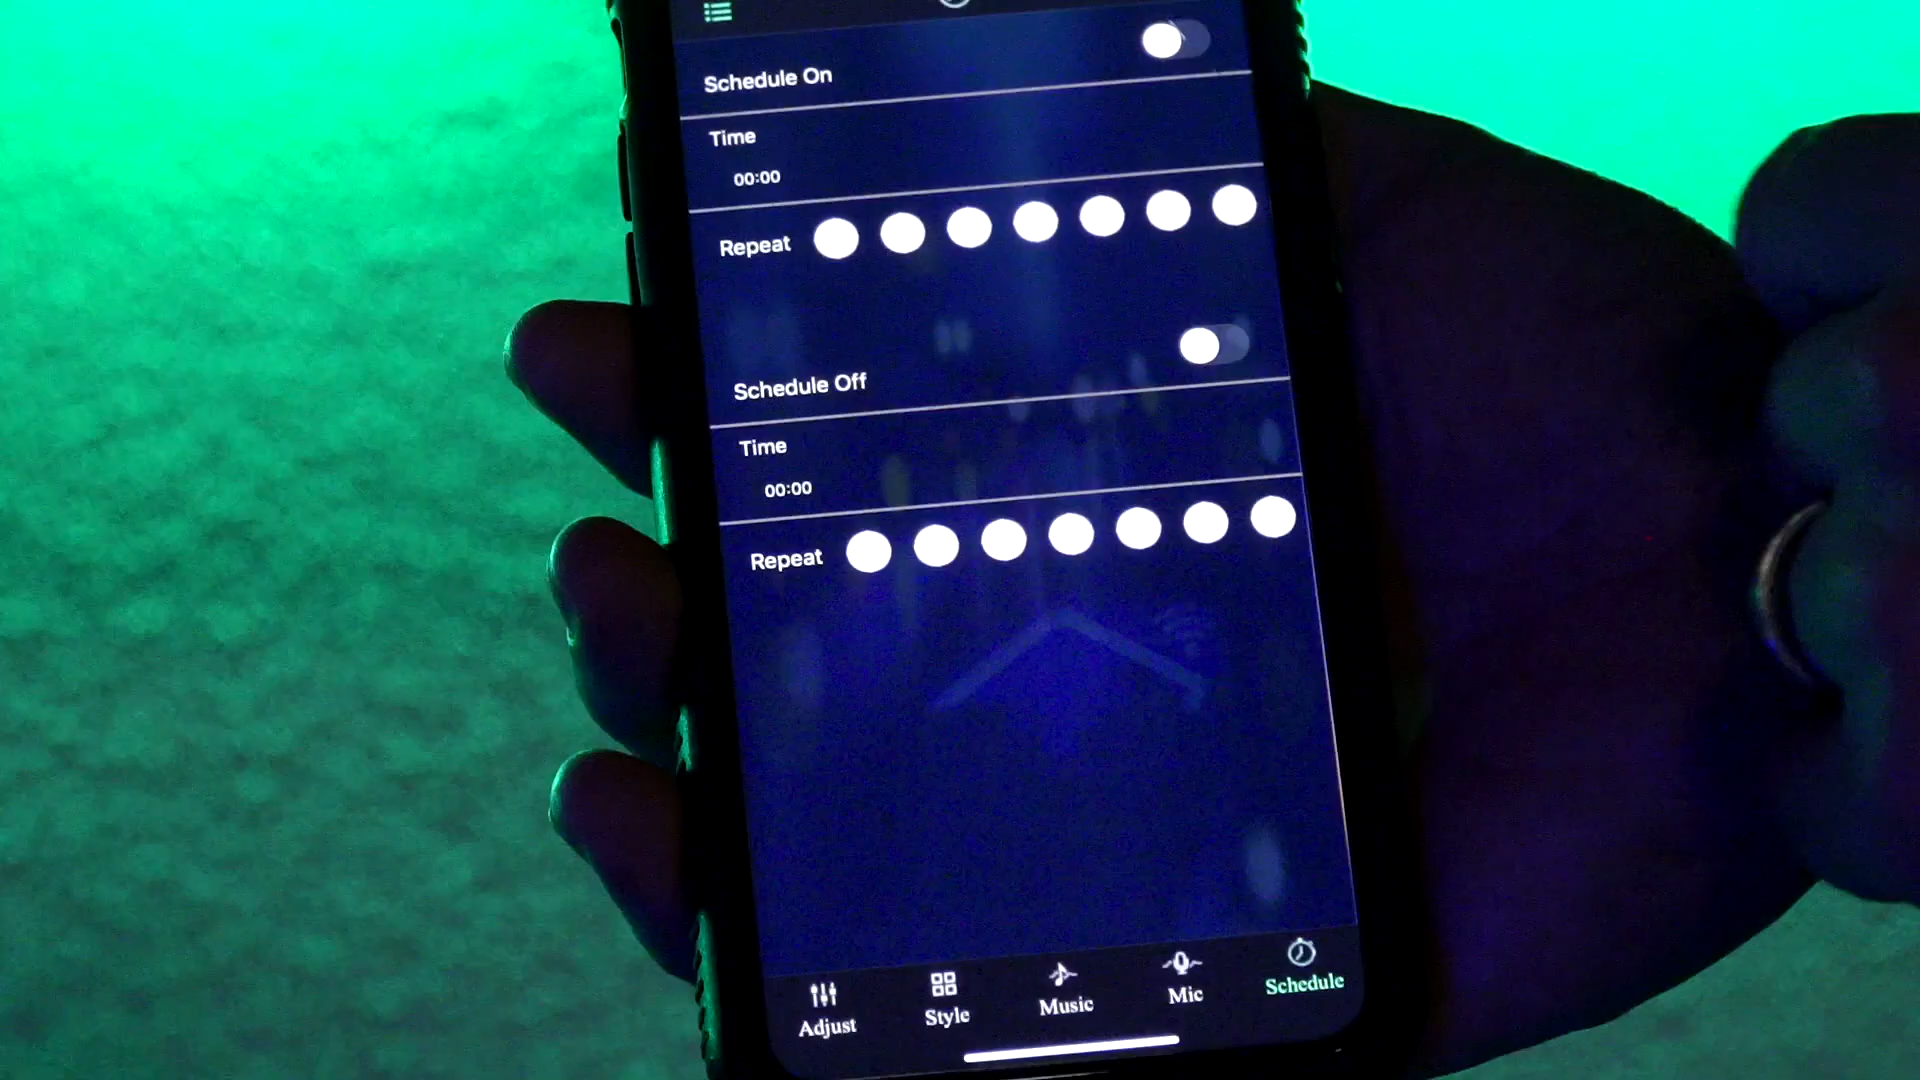 Schedule On
Time
00:00
Repeat
Schedule Off
Time
00:00
Repeat
Adjust
Style
Music
Mic
Schedule